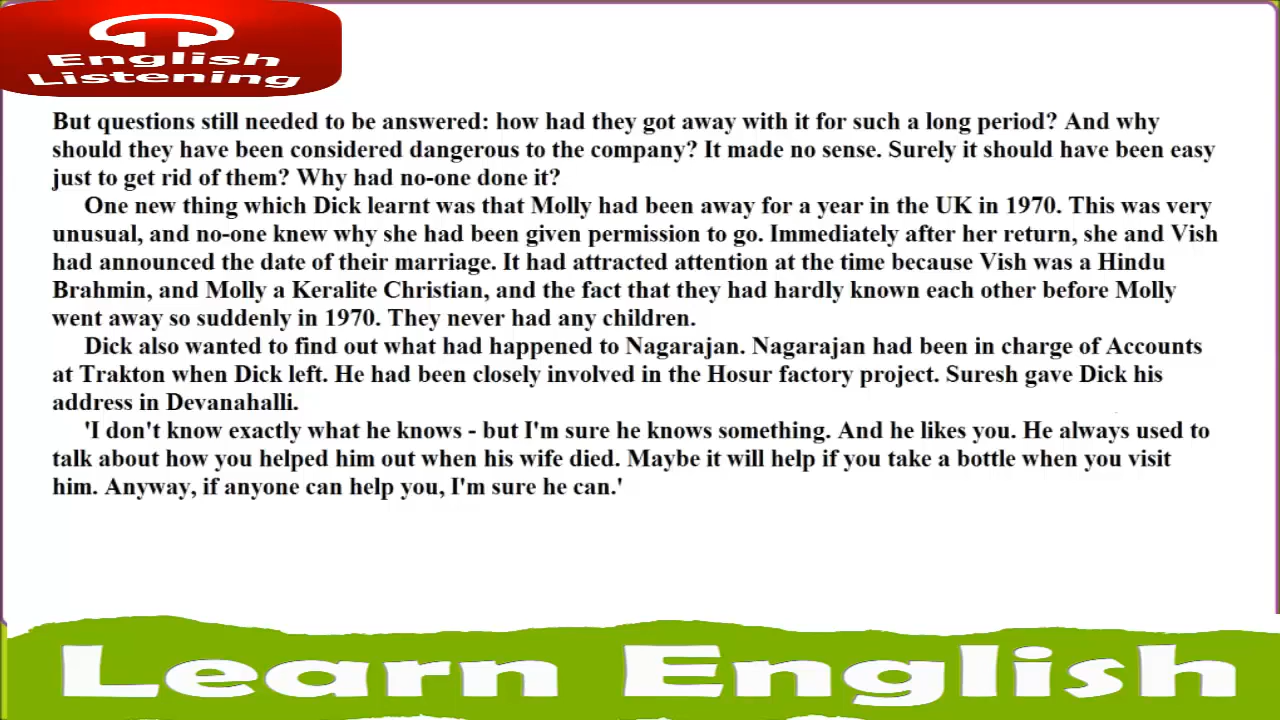 English
Listening
But questions still needed to be answered: how had they got away with it for such a long period? And why
should they have been considered dangerous to the company? It made no sense. Surely it should have been easy
just to get rid of them? Why had no-one done it?
One new thing which Dick learnt was that Molly had been away for a year in the UK in 1970. This was very
unusual, and no-one knew why she had been given permission to go. Immediately after her return, she and Vish
had announced the date of their marriage. It had attracted attention at the time because Vish was a Hindu
Brahmin, and Molly a Keralite Christian, and the fact that they had hardly known each other before Molly
went away so suddenly in 1970. They never had any children.
Dick also wanted to find out what had happened to Nagarajan. Nagarajan had been in charge of Accounts
at Trakton when Dick left. He had been closely involved in the Hosur factory project. Suresh gave Dick his
address in Devanahalli.
'I don't know exactly what he knows - but I'm sure he knows something. And he likes you. He always used to
talk about how you helped him out when his wife died. Maybe it will help if you take a bottle when you visit
him. Anyway, if anyone can help you, I'm sure he can.'
Learn English